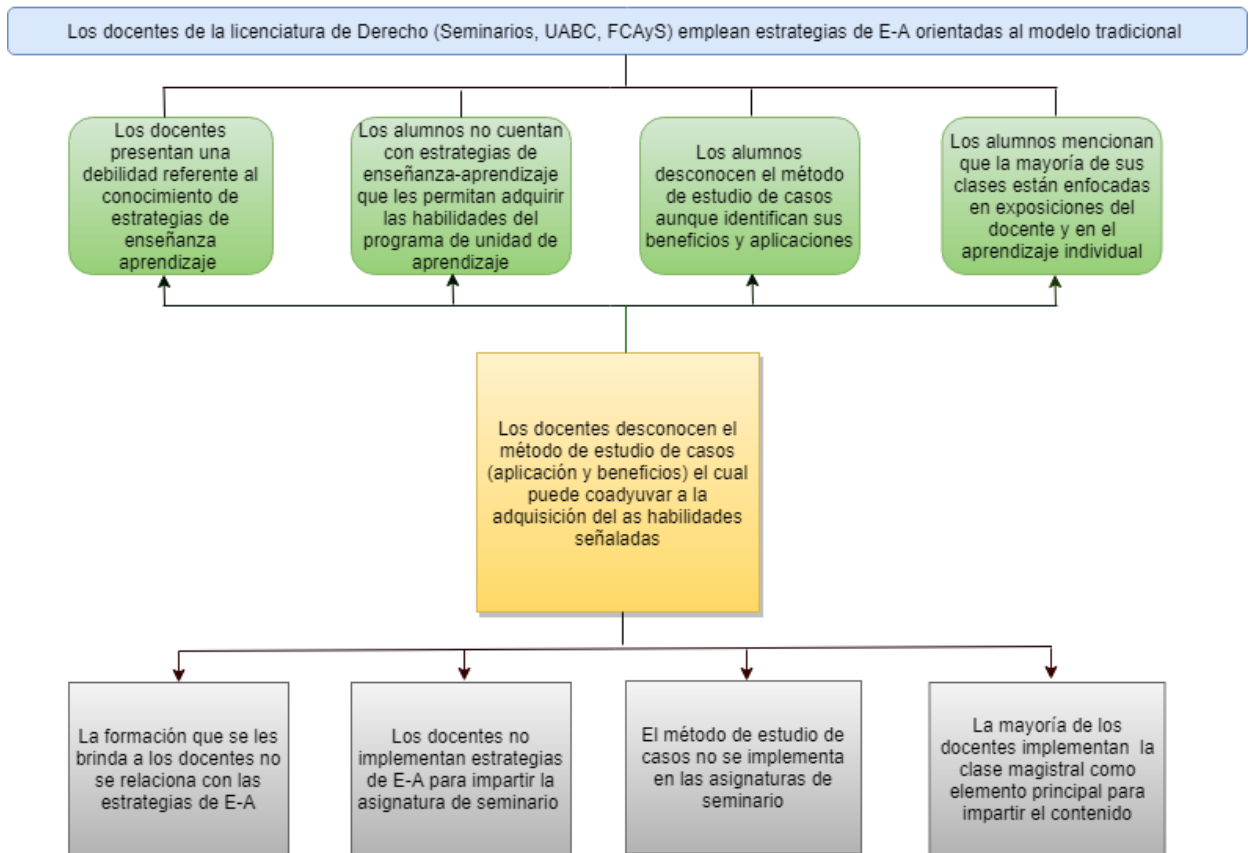 Los docentes de la licenciatura de Derecho (Seminarios, UABC, FCAyS) emplean estrategias de E-A orientadas al modelo tradicional
Los docentes
presentan una
debilidad referente al
conocimiento de
estrategias de
enseñanza
aprendizaje
Los alumnos no cuentan
con estrategias de
enseñanza-aprendizaje
que les permitan adquirir
las habilidades del
programa de unidad de
aprendizaje
Los alumnos
desconocen el método
de estudio de casos
aunque identifican sus
beneficios y aplicaciones
Los alumnos mencionan
que la mayoría de sus
clases están enfocadas
en exposiciones del
docente y en el
aprendizaje individual
Los docentes desconocen el
método de estudio de casos
(aplicación y beneficios) el cual
puede coadyuvar a la
adquisición del as habilidades
señaladas
La formación que se les
brinda a los docentes no
se relaciona con las
estrategias de E-A
Los docentes no
implementan estrategias
de E-A para impartir la
asignatura de seminario
El método de estudio de
casos no se implementa
en las asignaturas de
seminario
La mayoría de los
docentes implementan la
clase magistral como
elemento principal para
impartir el contenido